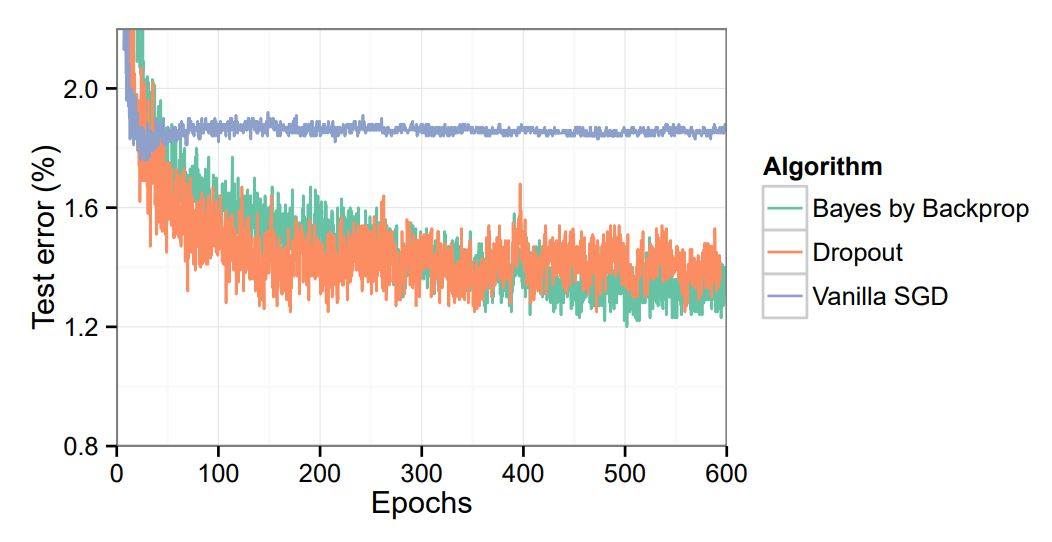 2.0
1.6
1.2
0.8
Test error (%)
0 100 200 300 400 500 600
Epochs
Algorithm
Bayes by Backprop
Dropout
Vanilla SGD